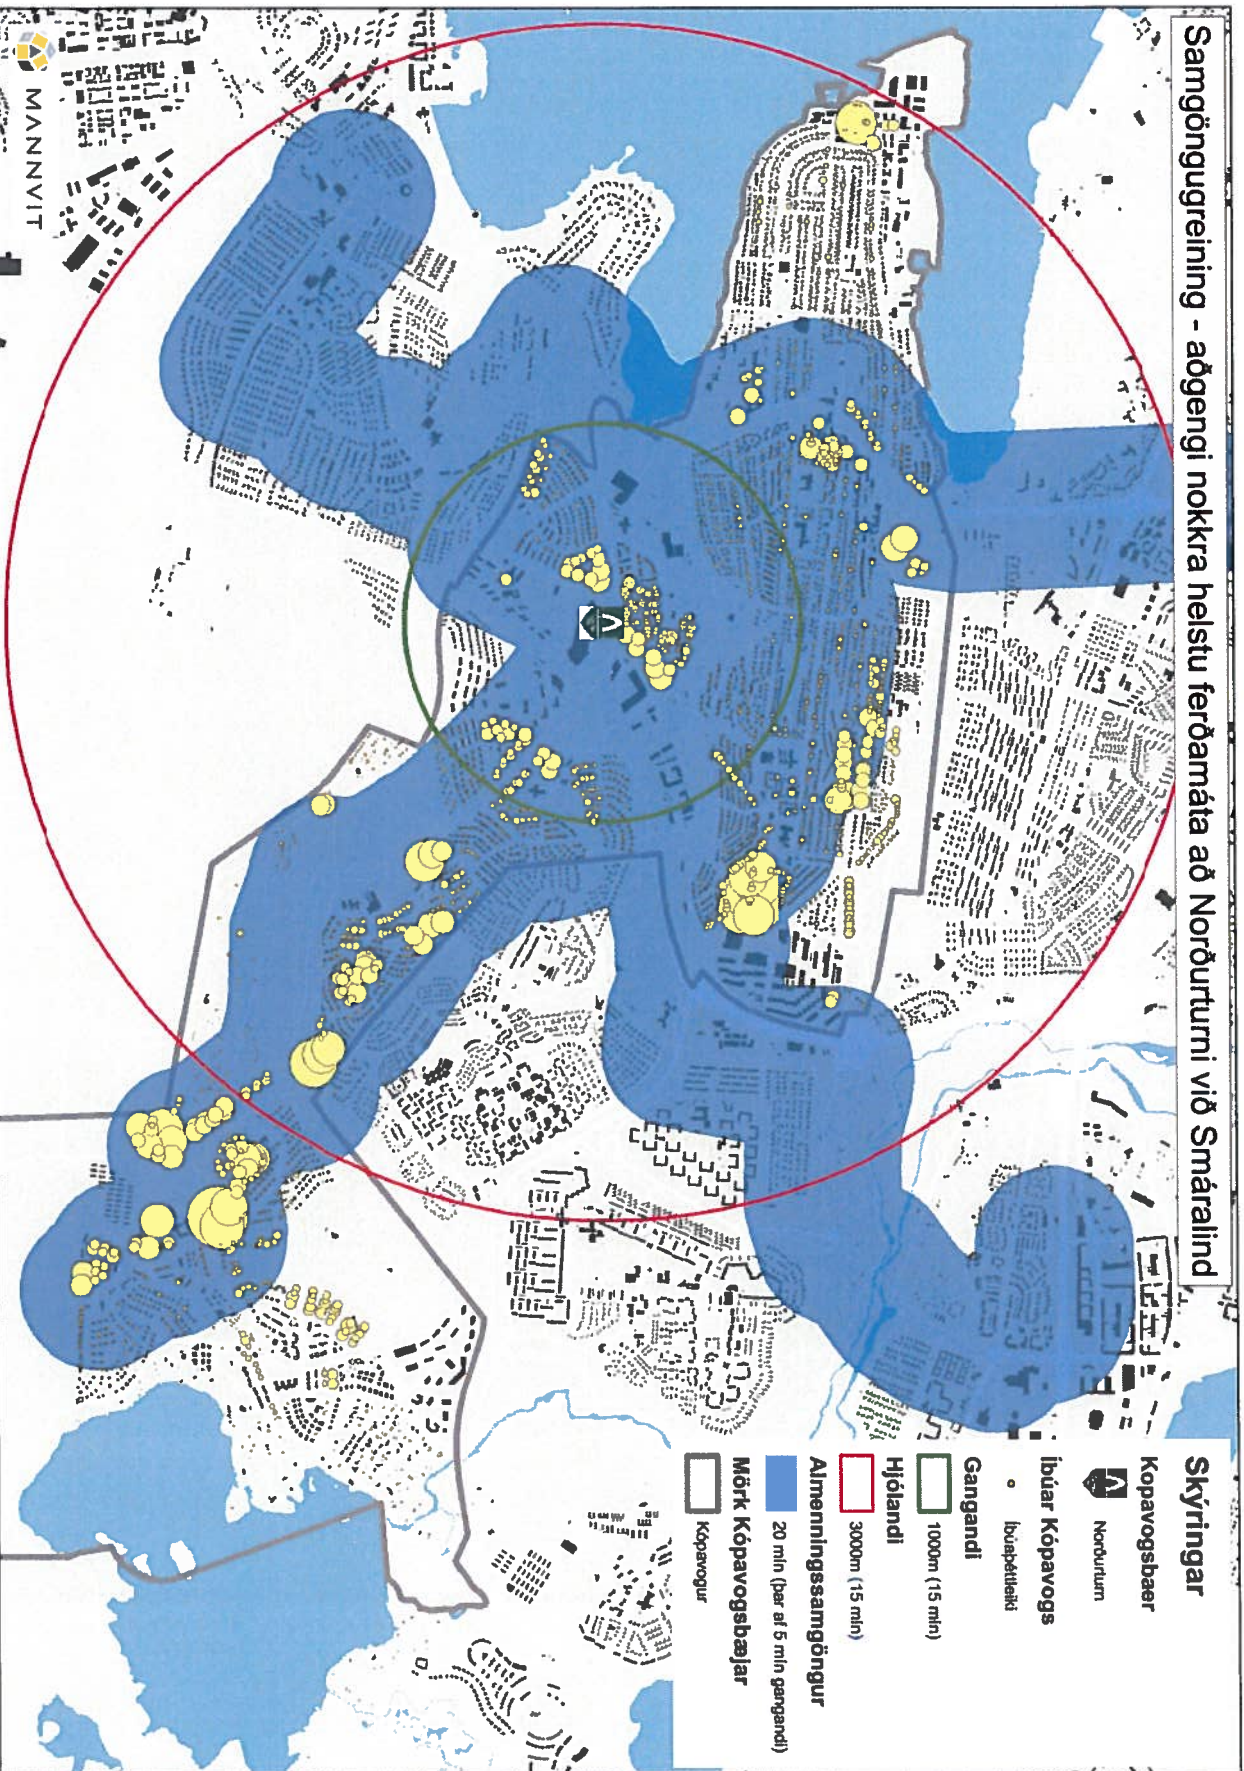 Samgöngugreining - aðgengi nokkra helstu ferðamáta að Norðurturni við Smáralind
Skýringar
Kopavogsbaer
Norðurturn
Íbúar Kópavogs
Íbúaþéttleiki
Gangandi
1000m (15 mín)
Hjólandi
3000m (15 mín)
Almenningssamgöngur
20 mín (þar af 5 mín gangandi)
Mörk Kópavogsbæjar
Kópavogur
MANNVIT